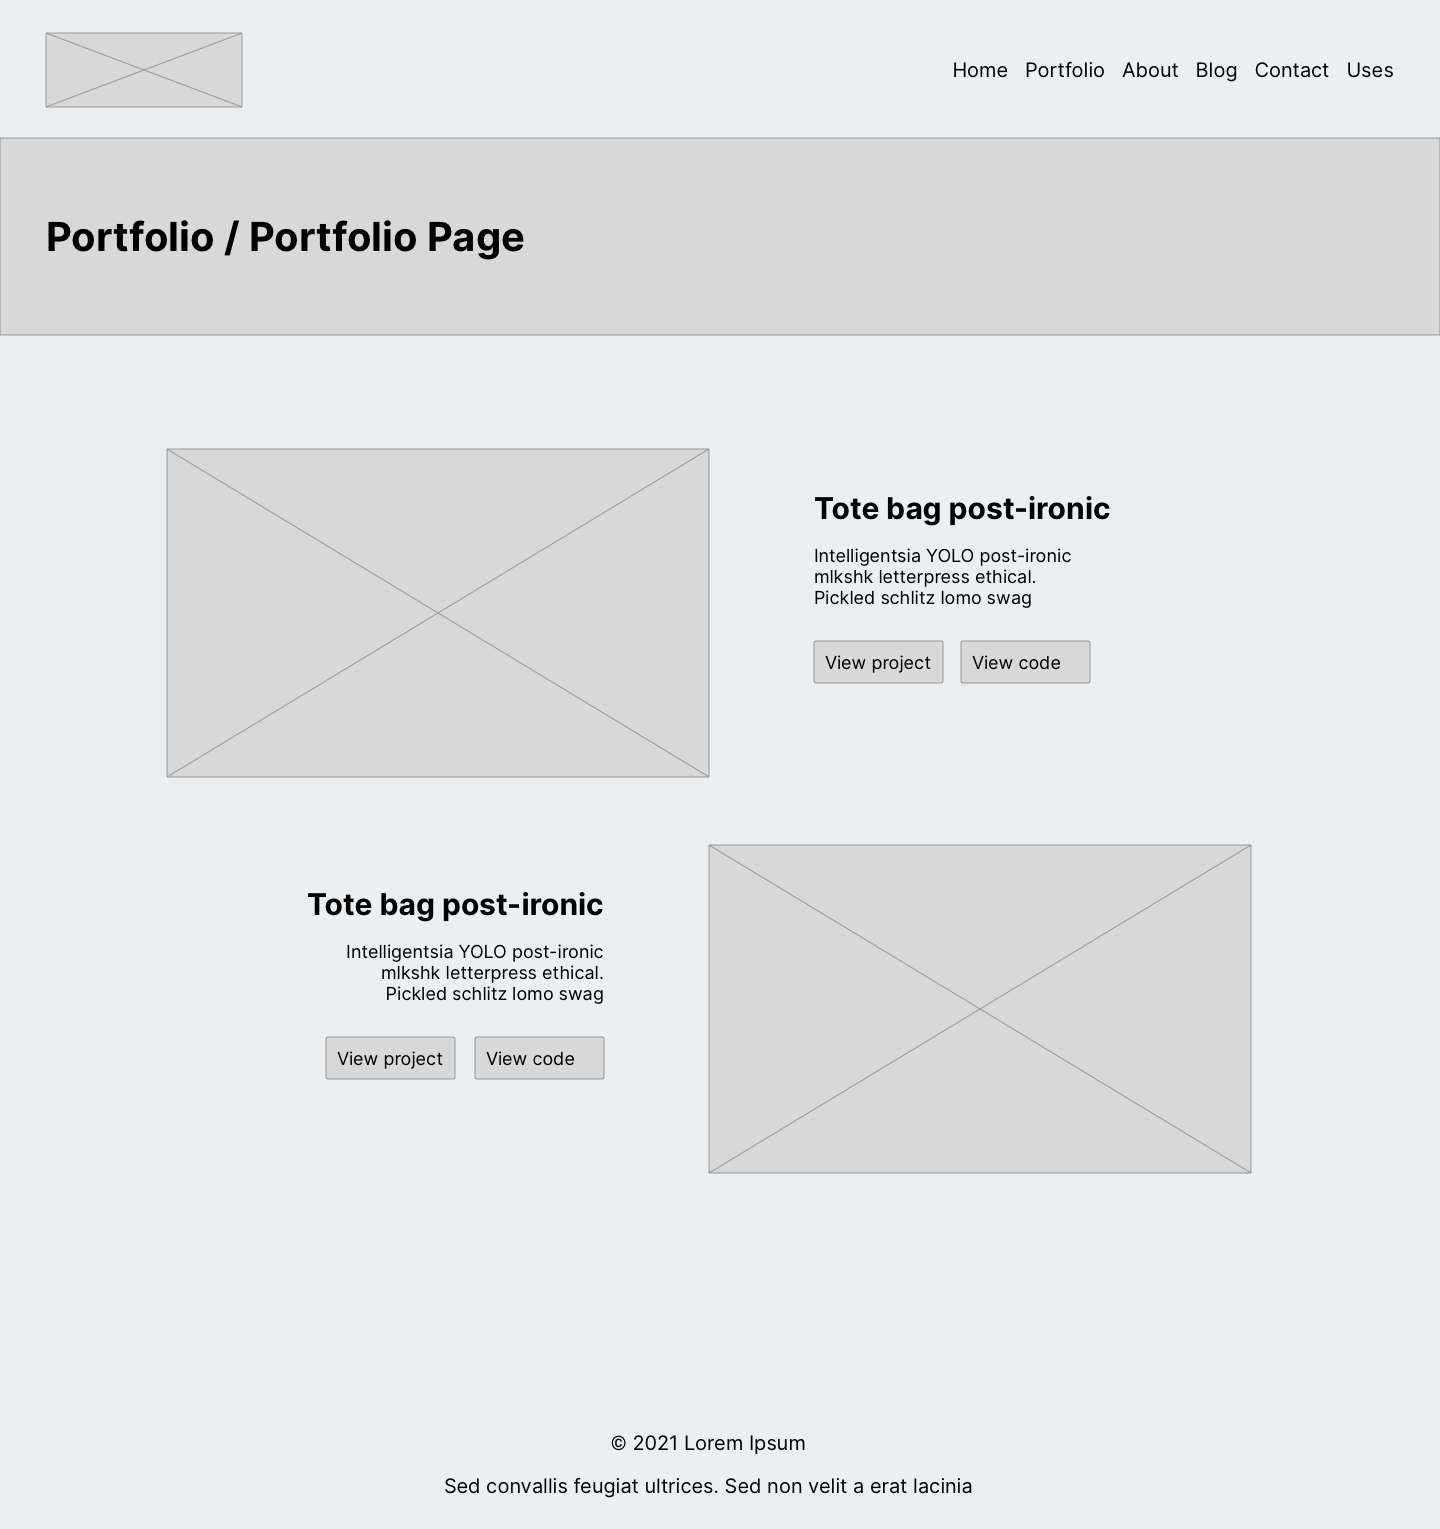 Home Portfolio About Blog Contact Uses
Portfolio / Portfolio Page
Tote bag post-ironic
Intelligentsia YOLO post-ironic
mlkshk letterpress ethical.
Pickled schlitz lomo swag
View project View code
Tote bag post-ironic
Intelligentsia YOLO post-ironic
mlkshk letterpress ethical.
Pickled schlitz lomo swag
View project View code
© 2021 Lorem Ipsum
Sed convallis feugiat ultrices. Sed non velit a erat lacinia